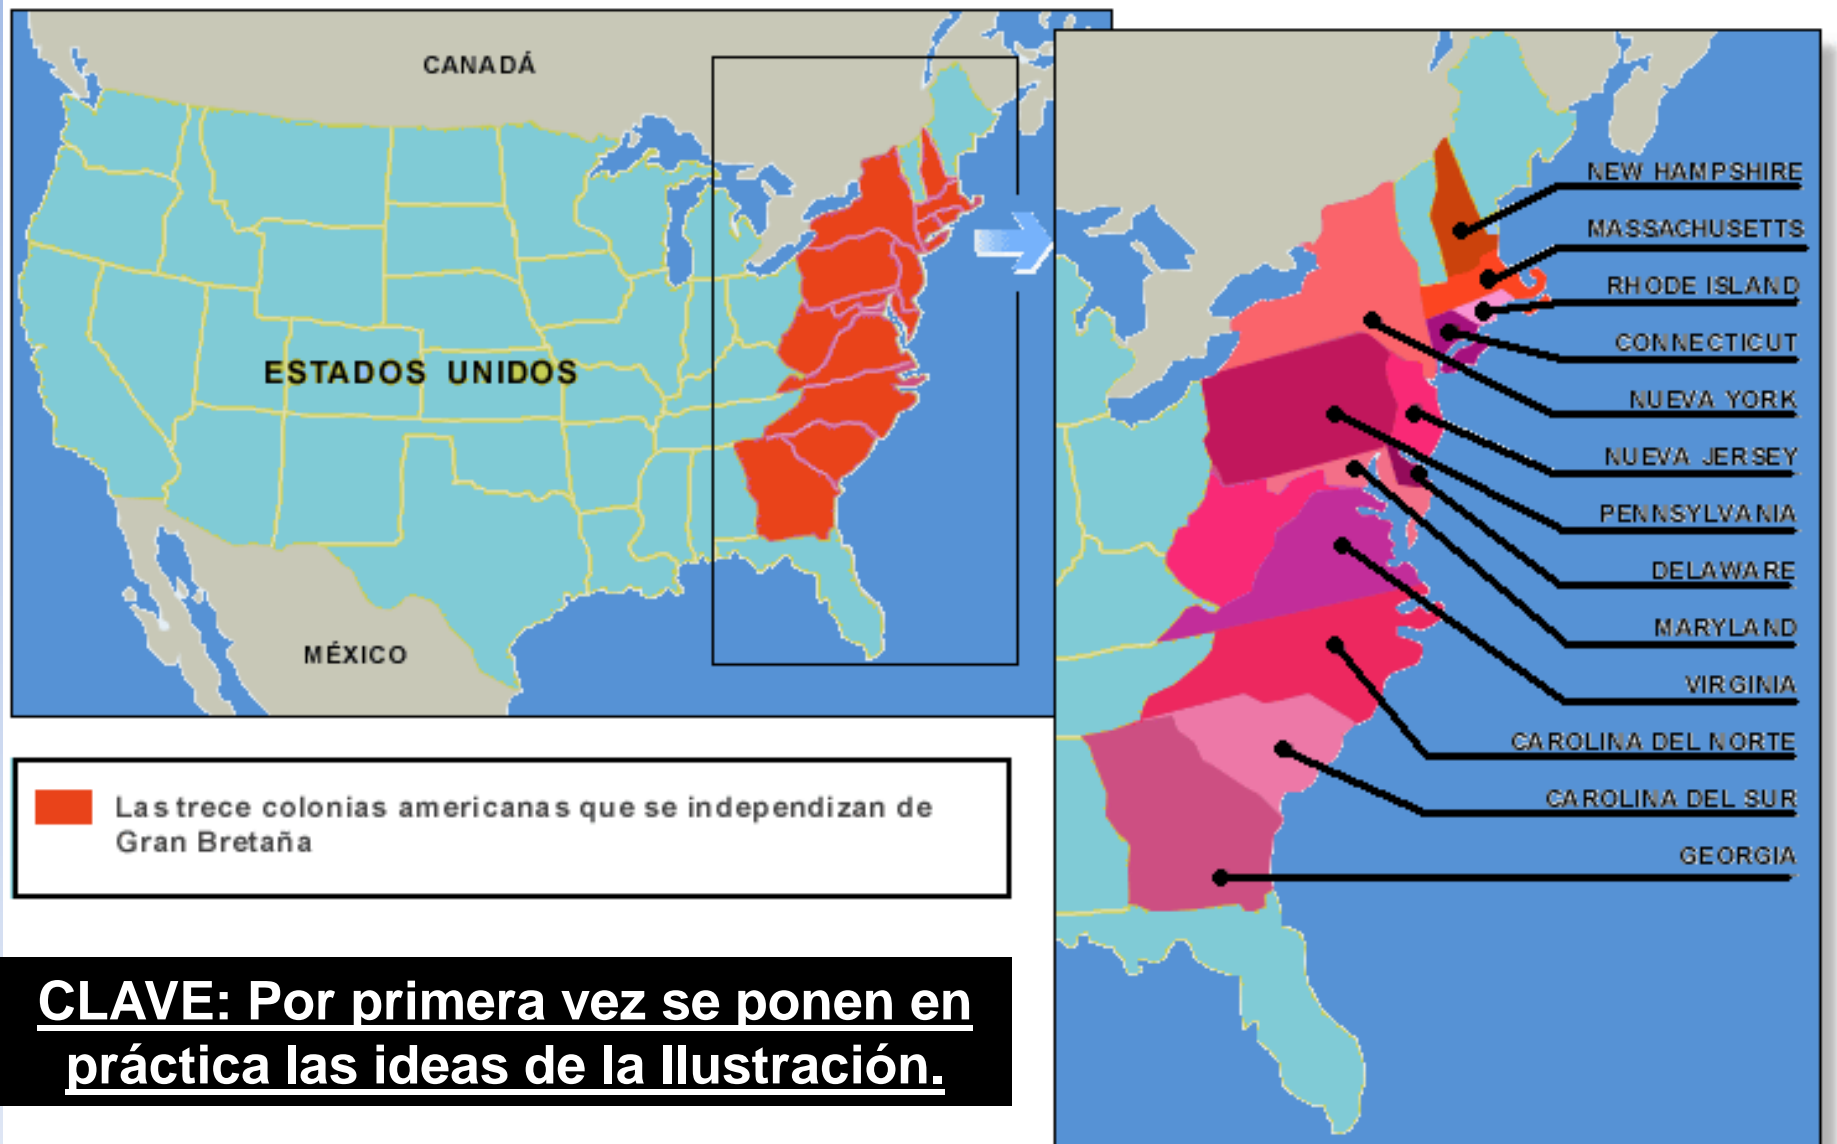 CANADÁ
ESTADOS UNIDOS
MÉXICO
NEW HAMPSHIRE
MASSACHUSETTS
RHODE ISLAND
CONNECTICUT
NUEVA YORK
NUEVA JERSEY
PENNSYLVANIA
DELAWARE
MARYLAND
VIRGINIA
CAROLINA DEL NORTE
CAROLINA DEL SUR
GEORGIA
Las trece colonias americanas que se independizan de
Gran Bretaña
CLAVE: Por primera vez se ponen en
práctica las ideas de la Ilustración.